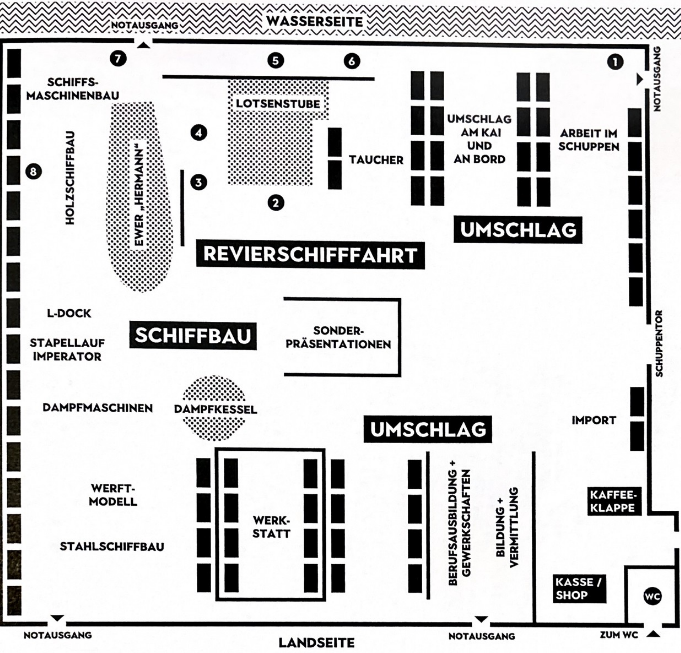 WASSERSEITE
NOTAUSGANG
7
5
6
1
NOTAUSGANG
SCHIFFS-
MASCHINENBAU
LOTSENSTUBE
UMSCHLAG
AM KAI
UND
AN BORD
ARBEIT IM
SCHUPPEN
4
TAUCHER
HOLZSCHIFFBAU
8
EWER „HERMANN“
3
2
UMSCHLAG
REVIERSCHIFFFAHRT
L-DOCK
STAPELLAUF
IMPERATOR
SCHIFFBAU
SONDER-
PRÄSENTATIONEN
SCHUPPENTOR
DAMPFMASCHINEN
DAMPFKESSEL
UMSCHLAG
IMPORT
WERFT-
MODELL
STAHLSCHIFFBAU
WERK-
STATT
BERUFSAUSBILDUNG +
GEWERKSCHAFTEN
BILDUNG +
VERMITTLUNG
KAFFEE-
KLAPPE
KASSE /
SHOP
WC
NOTAUSGANG
LANDSEITE
NOTAUSGANG
ZUM WC